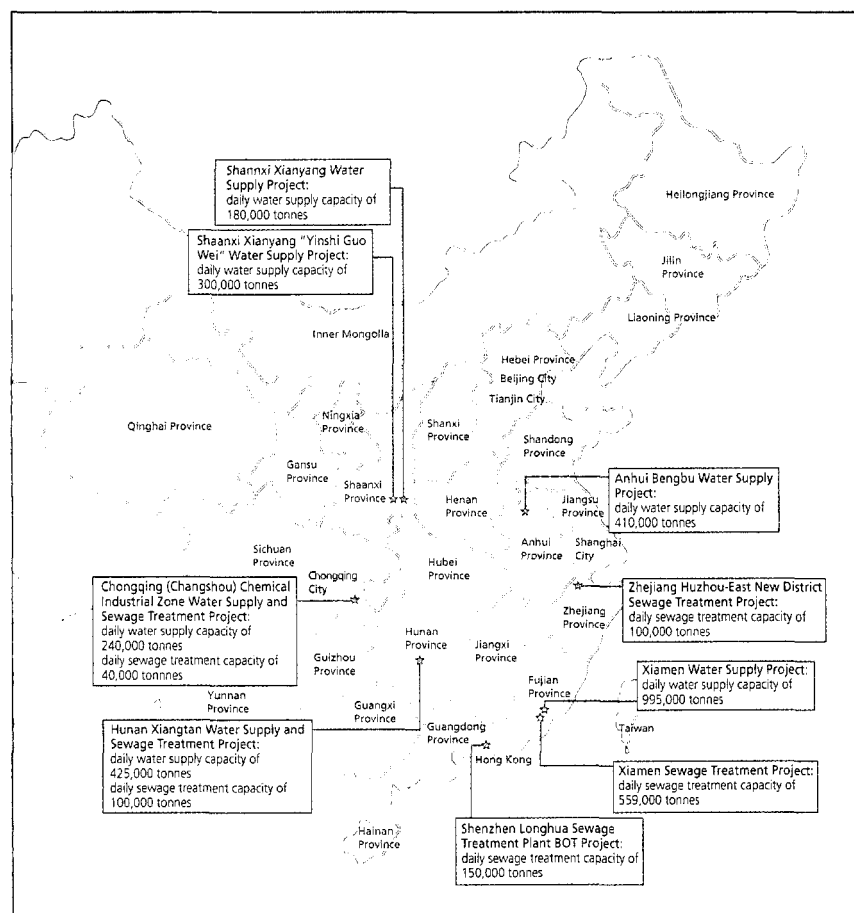 Shannxi Xianyang Water
Supply Project:
daily water supply capacity of
180,000 tonnes
Heilongjiang Province
Shaanxi Xianyang "Yinshi Guo
Wei" Water Supply Project:
daily water supply capacity of
300,000 tonnes
Jilin
Province
Liaoning Province
Inner Mongolla
Hebei Province
Beijing City
Tianjin City
Qinghai Province
Ningxia
Province
Shanxi
Province
Shandong
Province
Gansu
Province
Shaanxi
Province
Henan
Province
Jiangsu
Province
Anhui Bengbu Water Supply
Project:
daily water supply capacity of
410,000 tonnes
Anhui
Province
Shanghai
City
Sichuan
Province
Hubei
Province
Chongqing
City
Chongqing (Changshou) Chemical
Industrial Zone Water Supply and
Sewage Treatment Project:
daily water supply capacity of
240,000 tonnes
daily sewage treatment capacity of
40,000 tonnnes
Zhejiang Huzhou-East New District
Sewage Treatment Project:
daily sewage treatment capacity of
100,000 tonnes
Zhejiang
Province
Hunan
Province
Jiangxi
Province
Guizhou
Province
Fujian
Province
Xiamen Water Supply Project:
daily water supply capacity of
995,000 tonnes
Yunnan
Province
Guangxi
Province
Guangdong
Province
Hong Kong
Taiwan
Hunan Xiangtan Water Supply and
Sewage Treatment Project:
daily water supply capacity of
425,000 tonnes
daily sewage treatment capacity of
100,000 tonnes
Xiamen Sewage Treatment Project:
daily sewage treatment capacity of
559,000 tonnes
Hainan
Province
Shenzhen Longhua Sewage
Treatment Plant BOT Project:
daily sewage treatment capacity of
150,000 tonnes